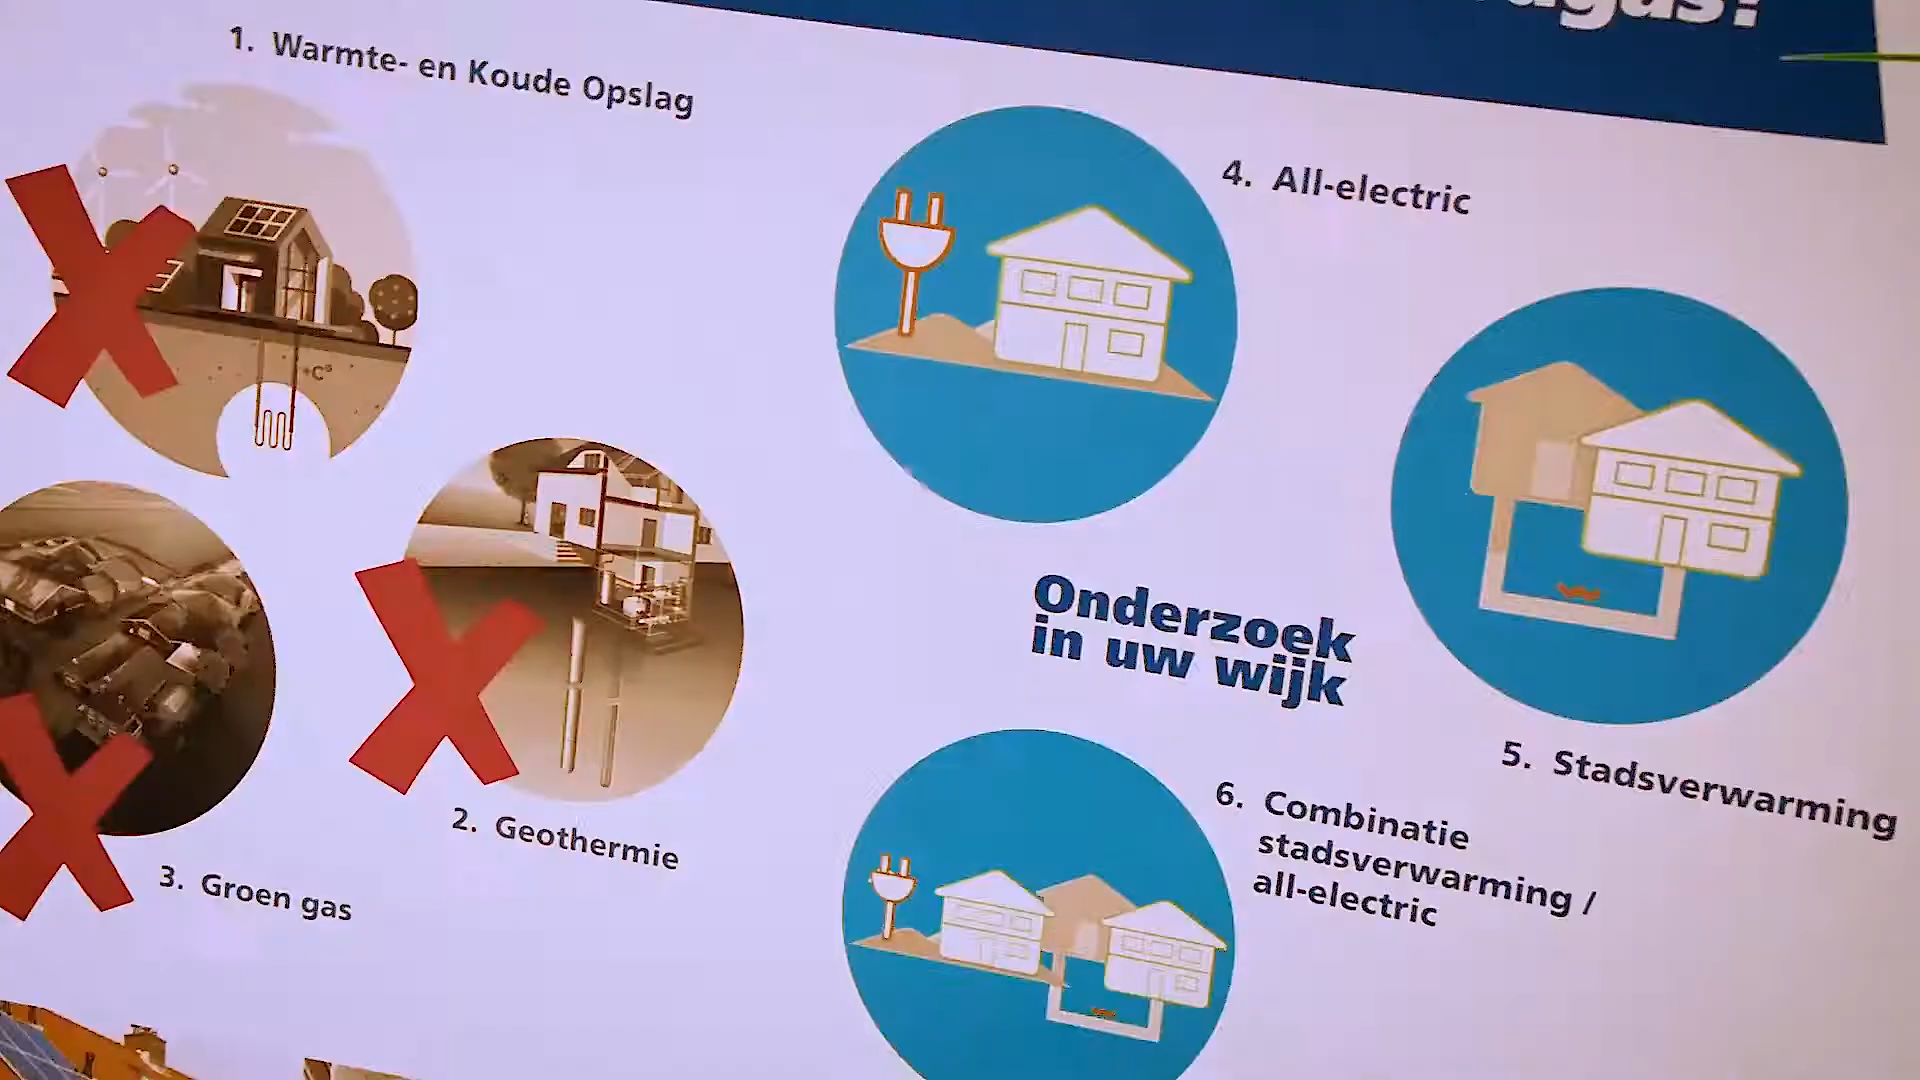 1. Warmte- en Koude Opslag
4. All-electric
+C°
Onderzoek
in uw wijk
5. Stadsverwarming
2. Geothermie
6. Combinatie
stadsverwarming /
all-electric
3. Groen gas